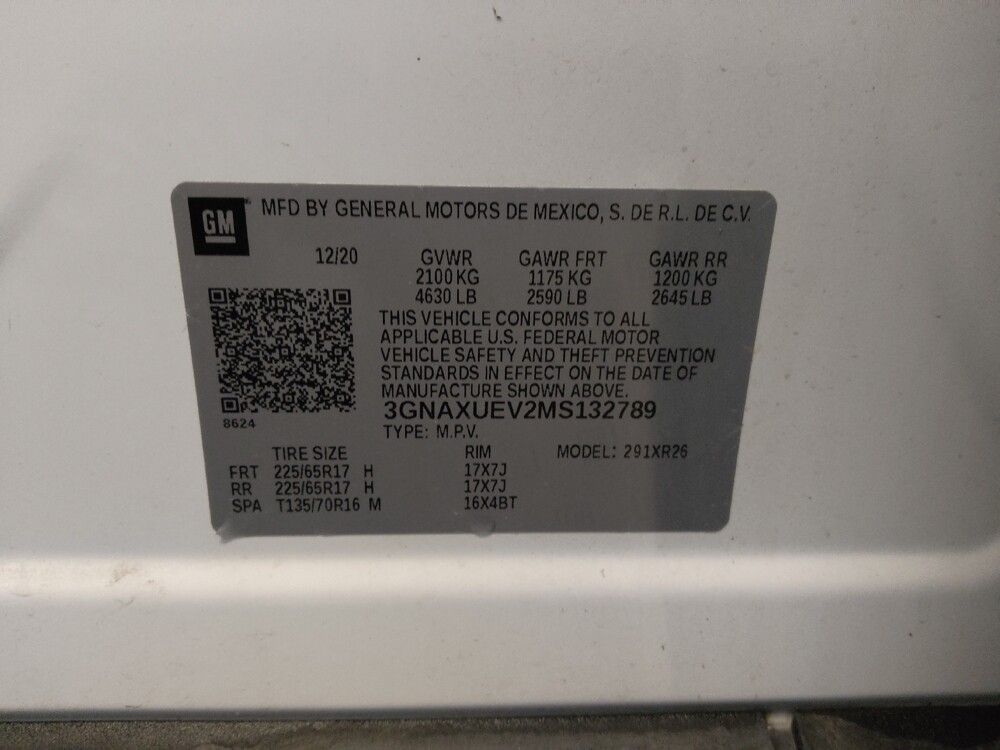 GM® MFD BY GENERAL MOTORS DE MEXICO, S. DE R.L. DE C.V.
12/20 GVWR GAWR FRT GAWR RR
2100 KG 1175 KG 1200 KG
4630 LB 2590 LB 2645 LB
THIS VEHICLE CONFORMS TO ALL
APPLICABLE U.S. FEDERAL MOTOR
VEHICLE SAFETY AND THEFT PREVENTION
STANDARDS IN EFFECT ON THE DATE OF
MANUFACTURE SHOWN ABOVE.
3GNAXUEV2MS132789
8624
TYPE: M.P.V.
TIRE SIZE RIM MODEL: 291XR26
FRT 225/65R17 H 17X7J
RR 225/65R17 H 17X7J
SPA T135/70R16 M 16X4BT